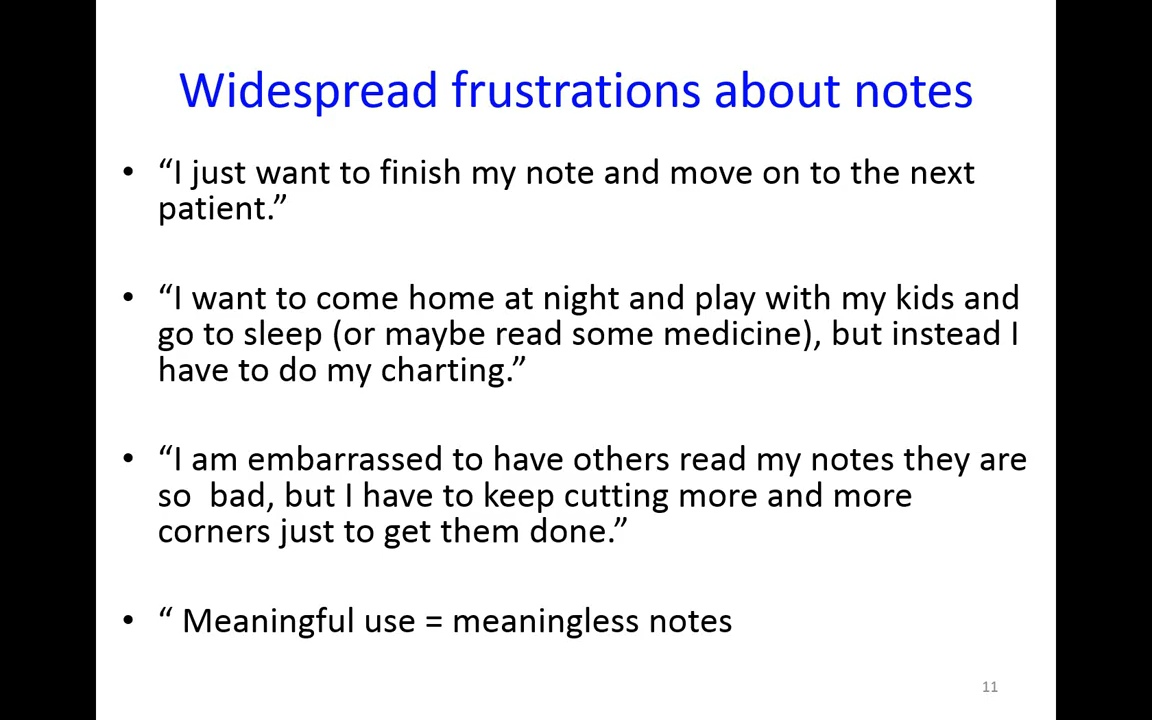 Widespread frustrations about notes
• “I just want to finish my note and move on to the next
patient.”
• “I want to come home at night and play with my kids and
go to sleep (or maybe read some medicine), but instead I
have to do my charting.”
• “I am embarrassed to have others read my notes they are
so  bad, but I have to keep cutting more and more
corners just to get them done.”
• “ Meaningful use = meaningless notes
11